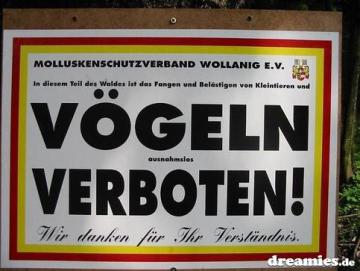 MOLLUSKENSCHUTZVERBAND WOLLANIG E.V.
In diesem Teil des Waldes ist das Fangen und Belästigen von Kleintieren und
VÖGELN
ausnahmslos
VERBOTEN!
Wir danken für Ihr Verständnis.
dreamies.de